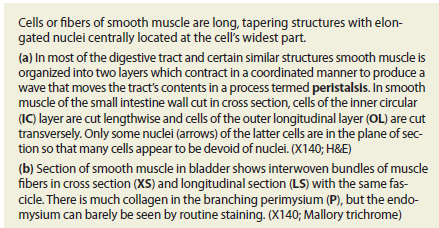 Cells or fibers of smooth muscle are long, tapering structures with elon-
gated nuclei centrally located at the cell's widest part.
(a) In most of the digestive tract and certain similar structures smooth muscle is
organized into two layers which contract in a coordinated manner to produce a
wave that moves the tract's contents in a process termed peristalsis. In smooth
muscle of the small intestine wall cut in cross section, cells of the inner circular
(IC) layer are cut lengthwise and cells of the outer longitudinal layer (OL) are cut
transversely. Only some nuclei (arrows) of the latter cells are in the plane of sec-
tion so that many cells appear to be devoid of nuclei. (X140; H&E)
(b) Section of smooth muscle in bladder shows interwoven bundles of muscle
fibers in cross section (XS) and longitudinal section (LS) with the same fas-
cicle. There is much collagen in the branching perimysium (P), but the endo-
mysium can barely be seen by routine staining. (X140; Mallory trichrome)